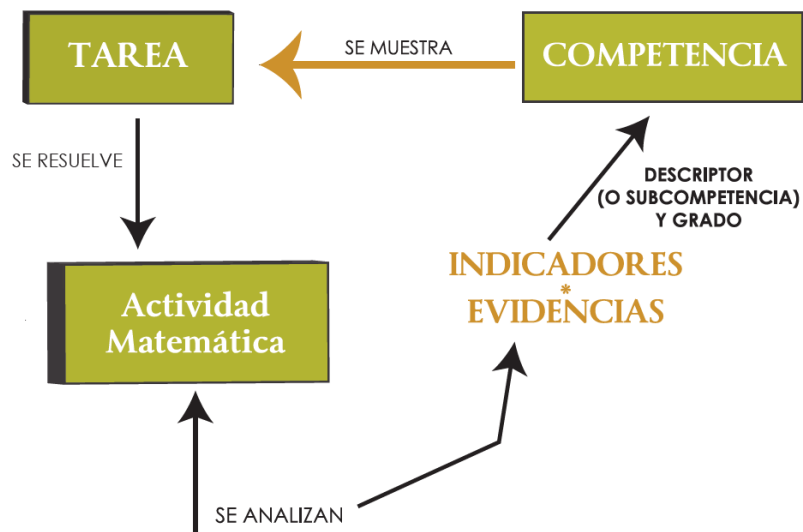 TAREA
SE MUESTRA
COMPETENCIA
SE RESUELVE
DESCRIPTOR
(O SUBCOMPETENCIA)
Y GRADO
INDICADORES
*
EVIDENCIAS
Actividad
Matemática
SE ANALIZAN